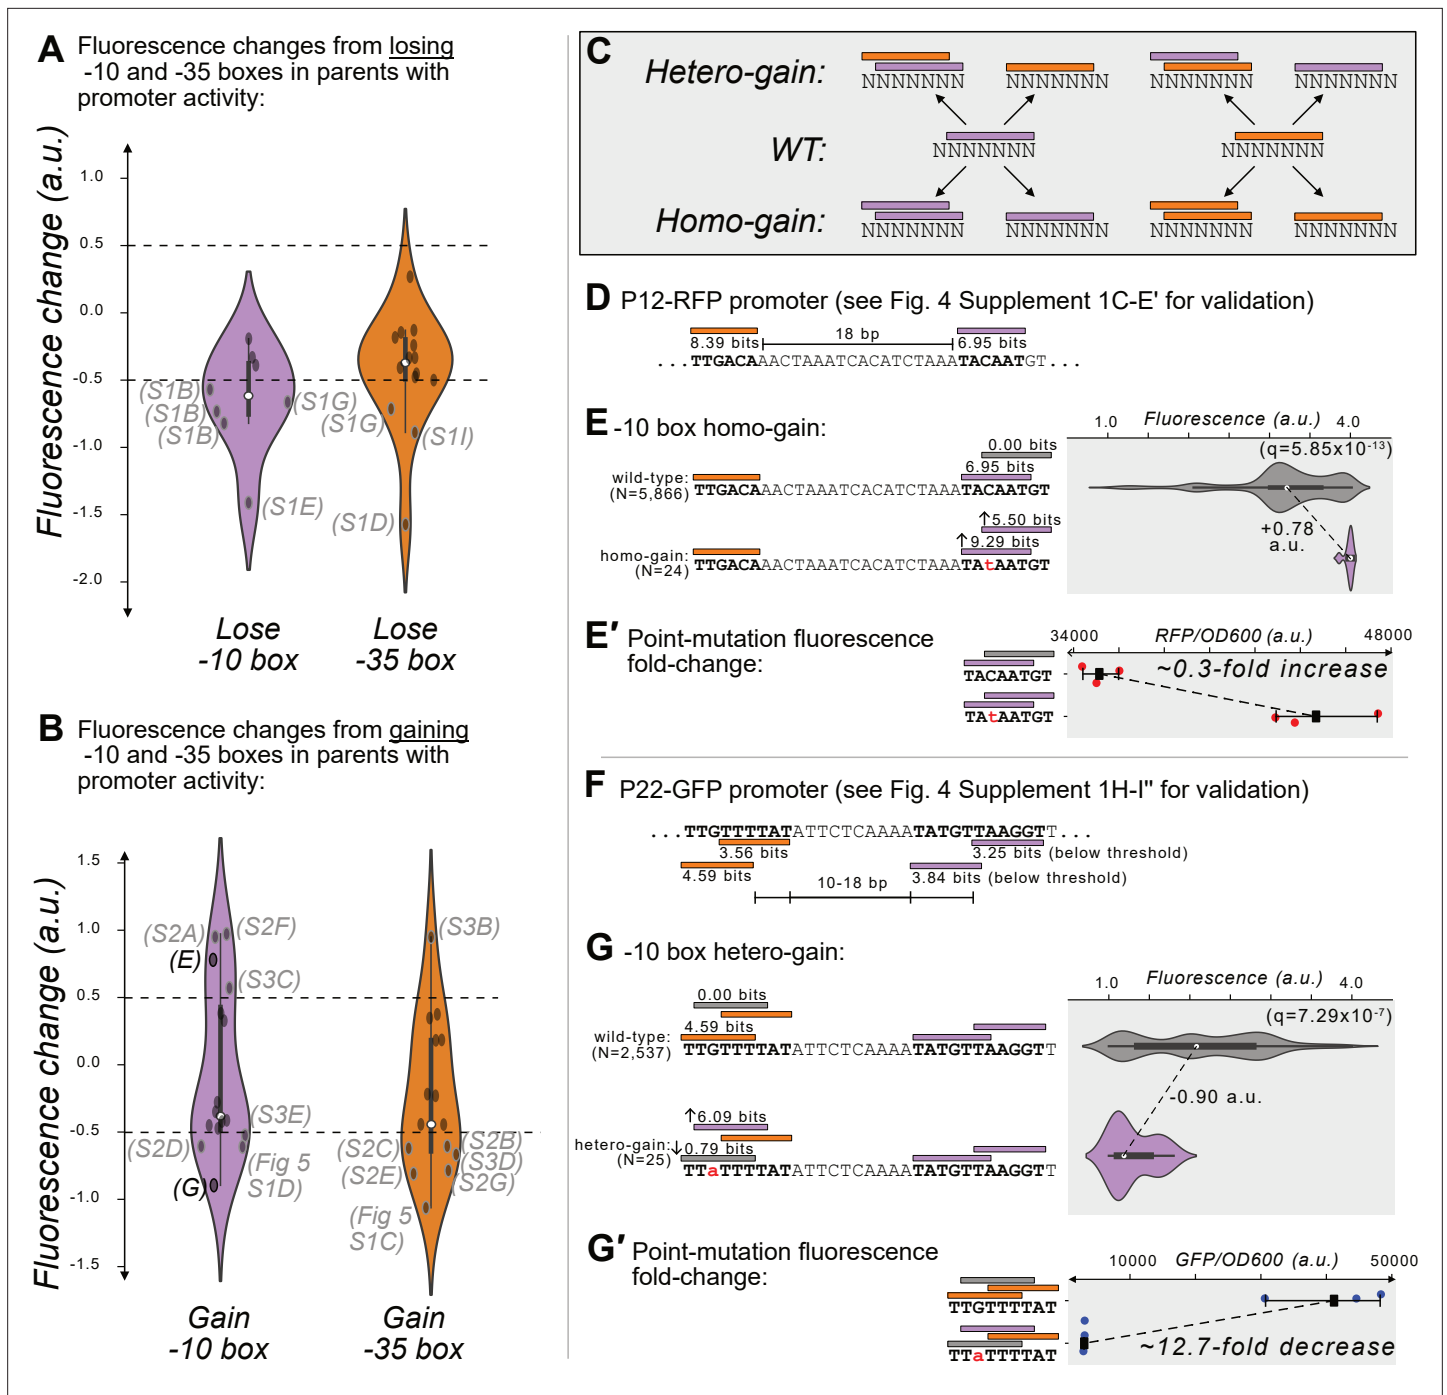 A Fluorescence changes from losing
-10 and -35 boxes in parents with
promoter activity:
Fluorescence change (a.u.)
1.0
0.5
0.0
-0.5
-1.0
-1.5
-2.0
(S1B)
(S1B)
(S1B)
(S1G)
(S1E)
(S1G)
(S1I)
(S1D)
Lose
-10 box
Lose
-35 box
B Fluorescence changes from gaining
-10 and -35 boxes in parents with
promoter activity:
Fluorescence change (a.u.)
1.5
1.0
0.5
0.0
-0.5
-1.0
-1.5
(S2A)
(S2F)
(E)
(S3C)
(S3E)
(S2D)
(Fig 5
S1D)
(G)
(S3B)
(S2C)
(S2B)
(S3D)
(S2E)
(S2G)
(Fig 5
S1C)
Gain
-10 box
Gain
-35 box
C
Hetero-gain:
NNNNNNN NNNNNNN NNNNNNN NNNNNNN
WT:
NNNNNNN NNNNNNN
Homo-gain:
NNNNNNN NNNNNNN NNNNNNN NNNNNNN
D P12-RFP promoter (see Fig. 4 Supplement 1C-E' for validation)
8.39 bits 18 bp 6.95 bits
...TTGACAAACTAAATCACATCTAAATACAATGT...
E -10 box homo-gain:
0.00 bits
6.95 bits
wild-type:
(N=5,866)
TTGACAAACTAAATCACATCTAAATACAATGT
↑5.50 bits
↑9.29 bits
homo-gain:
(N=24)
TTGACAAACTAAATCACATCTAAATAtAATGT
Fluorescence (a.u.)
1.0 4.0
(q=5.85x10-13)
+0.78
a.u.
E' Point-mutation fluorescence
fold-change:
TACAATGT
TAtAATGT
34000 RFP/OD600 (a.u.) 48000
~0.3-fold increase
F P22-GFP promoter (see Fig. 4 Supplement 1H-I" for validation)
...TTGTTTTATATTCTCAAAATATGTTAAGGTT...
3.56 bits 3.25 bits (below threshold)
4.59 bits 3.84 bits (below threshold)
10-18 bp
G -10 box hetero-gain:
0.00 bits
4.59 bits
wild-type:
(N=2,537)
TTGTTTTATATTCTCAAAATATGTTAAGGTT
↑6.09 bits
↓0.79 bits
hetero-gain:
(N=25)
TTaTTTTATATTCTCAAAATATGTTAAGGTT
Fluorescence (a.u.)
1.0 4.0
(q=7.29x10-7)
-0.90 a.u.
G' Point-mutation fluorescence
fold-change:
TTGTTTTAT
TTaTTTTAT
10000 GFP/OD600 (a.u.) 50000
~12.7-fold decrease